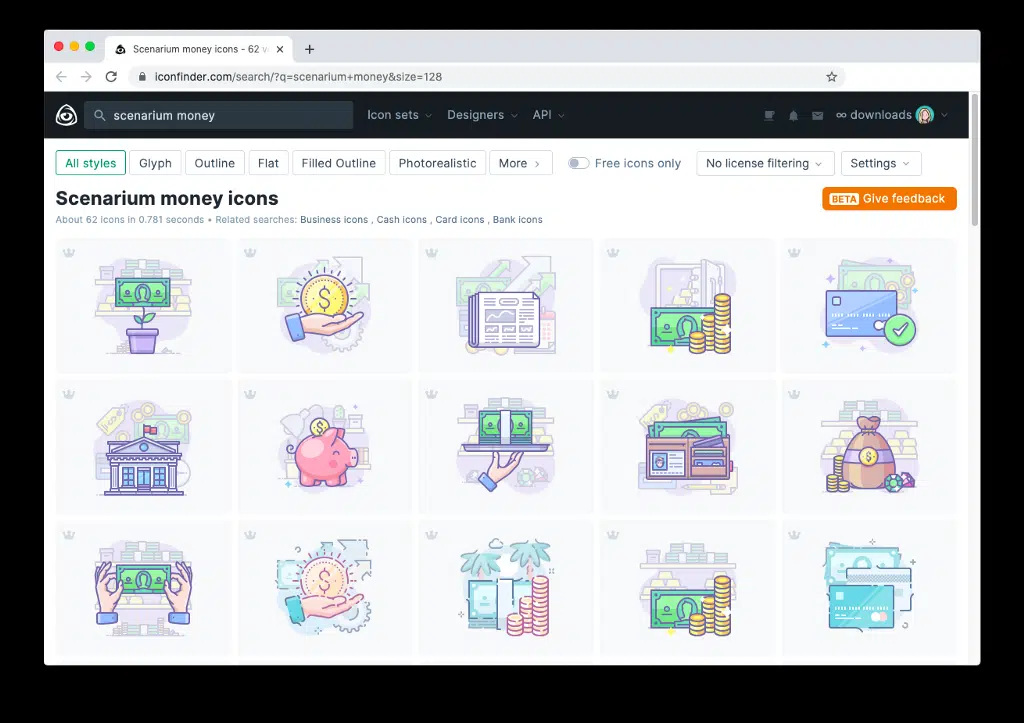 Scenarium money icons - 62 v
iconfinder.com/search/?q=scenarium+money&size=128
scenarium money
Icon sets
Designers
API
∞ downloads
All styles
Glyph
Outline
Flat
Filled Outline
Photorealistic
More
Free icons only
No license filtering
Settings
Scenarium money icons
BETA Give feedback
About 62 icons in 0.781 seconds • Related searches: Business icons , Cash icons , Card icons , Bank icons